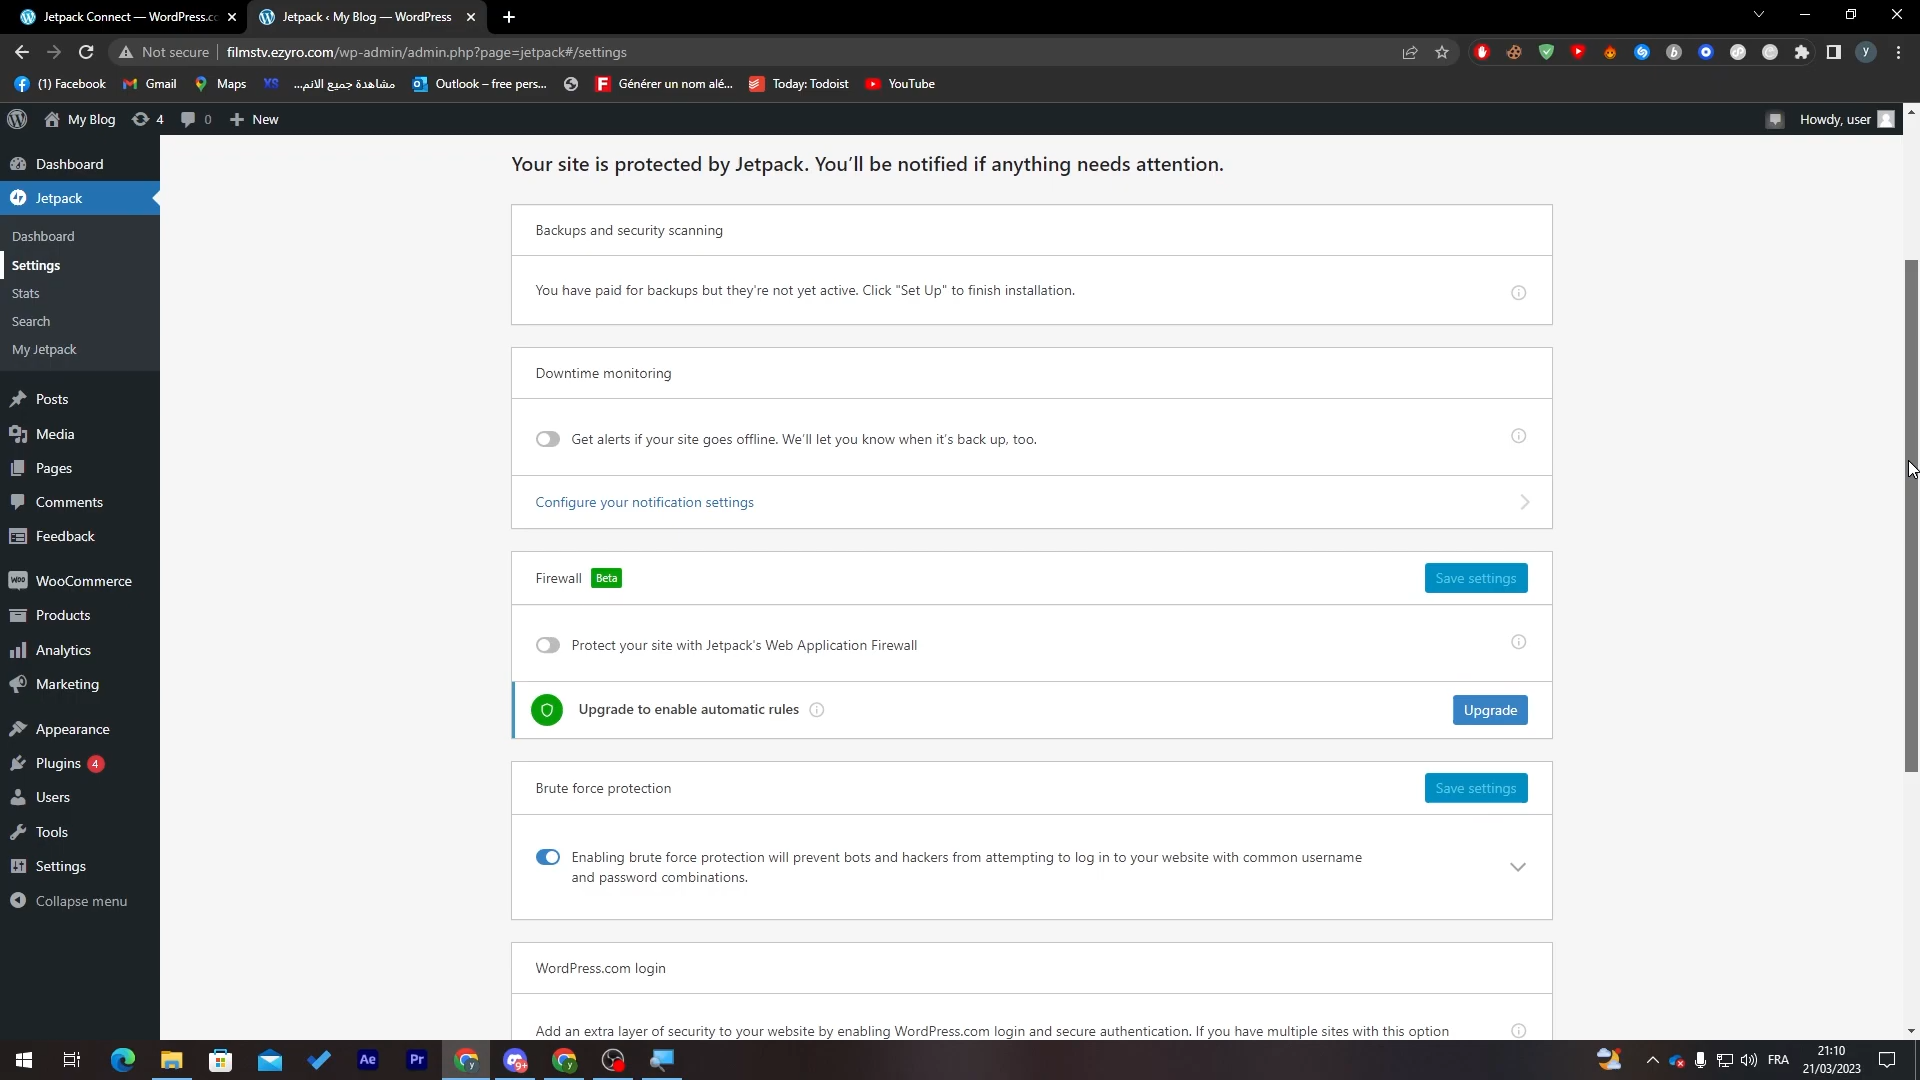 Jetpack Connect — WordPress.cc
Jetpack ‹ My Blog — WordPress
Not secure
filmstv.ezyro.com/wp-admin/admin.php?page=jetpack#/settings
(1) Facebook
Gmail
Maps
XS
مشاهدة جميع الانم...
Outlook – free pers...
Générer un nom alé...
Today: Todoist
YouTube
My Blog
4
0
New
Howdy, user
Dashboard
Jetpack
Dashboard
Settings
Stats
Search
My Jetpack
Posts
Media
Pages
Comments
Feedback
WooCommerce
Products
Analytics
Marketing
Appearance
Plugins 4
Users
Tools
Settings
Collapse menu
Your site is protected by Jetpack. You’ll be notified if anything needs attention.
Backups and security scanning
You have paid for backups but they're not yet active. Click "Set Up" to finish installation.
Downtime monitoring
Get alerts if your site goes offline. We’ll let you know when it’s back up, too.
Configure your notification settings
Firewall Beta
Save settings
Protect your site with Jetpack's Web Application Firewall
Upgrade to enable automatic rules
Upgrade
Brute force protection
Save settings
Enabling brute force protection will prevent bots and hackers from attempting to log in to your website with common username
and password combinations.
WordPress.com login
Add an extra layer of security to your website by enabling WordPress.com login and secure authentication. If you have multiple sites with this option
Ae
Pr
9+
FRA
21:10
21/03/2023